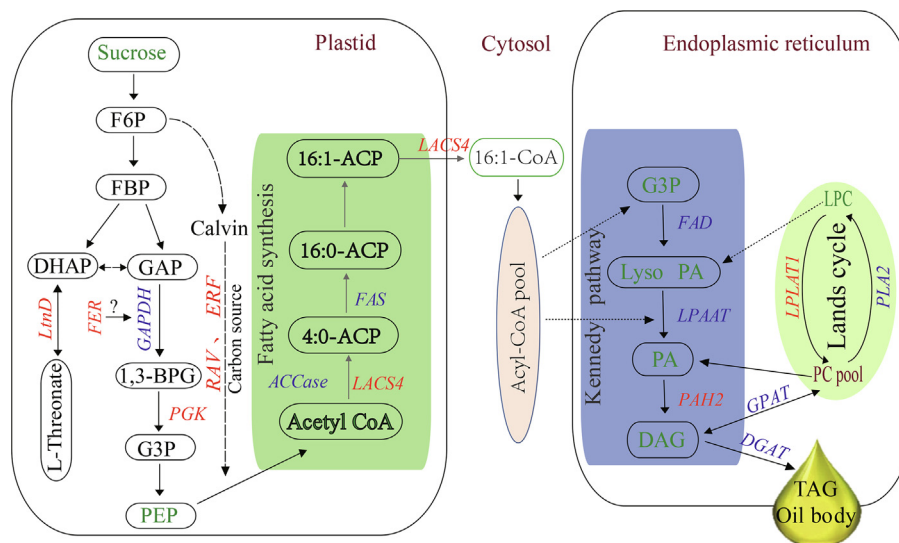 Plastid
Cytosol
Endoplasmic reticulum
Sucrose
F6P
FBP
DHAP
GAP
Calvin
LtnD
FER
?
GAPDH
RAV、ERF
Carbon source
L-Threonate
1,3-BPG
PGK
G3P
PEP
Fatty acid synthesis
16:1-ACP
16:0-ACP
FAS
4:0-ACP
ACCase
LACS4
Acetyl CoA
LACS4
16:1-CoA
Acyl-CoA pool
Kennedy pathway
G3P
FAD
Lyso PA
LPAAT
PA
PAH2
DAG
LPC
LPLAT1
Lands cycle
PLA2
PC pool
GPAT
DGAT
TAG
Oil body